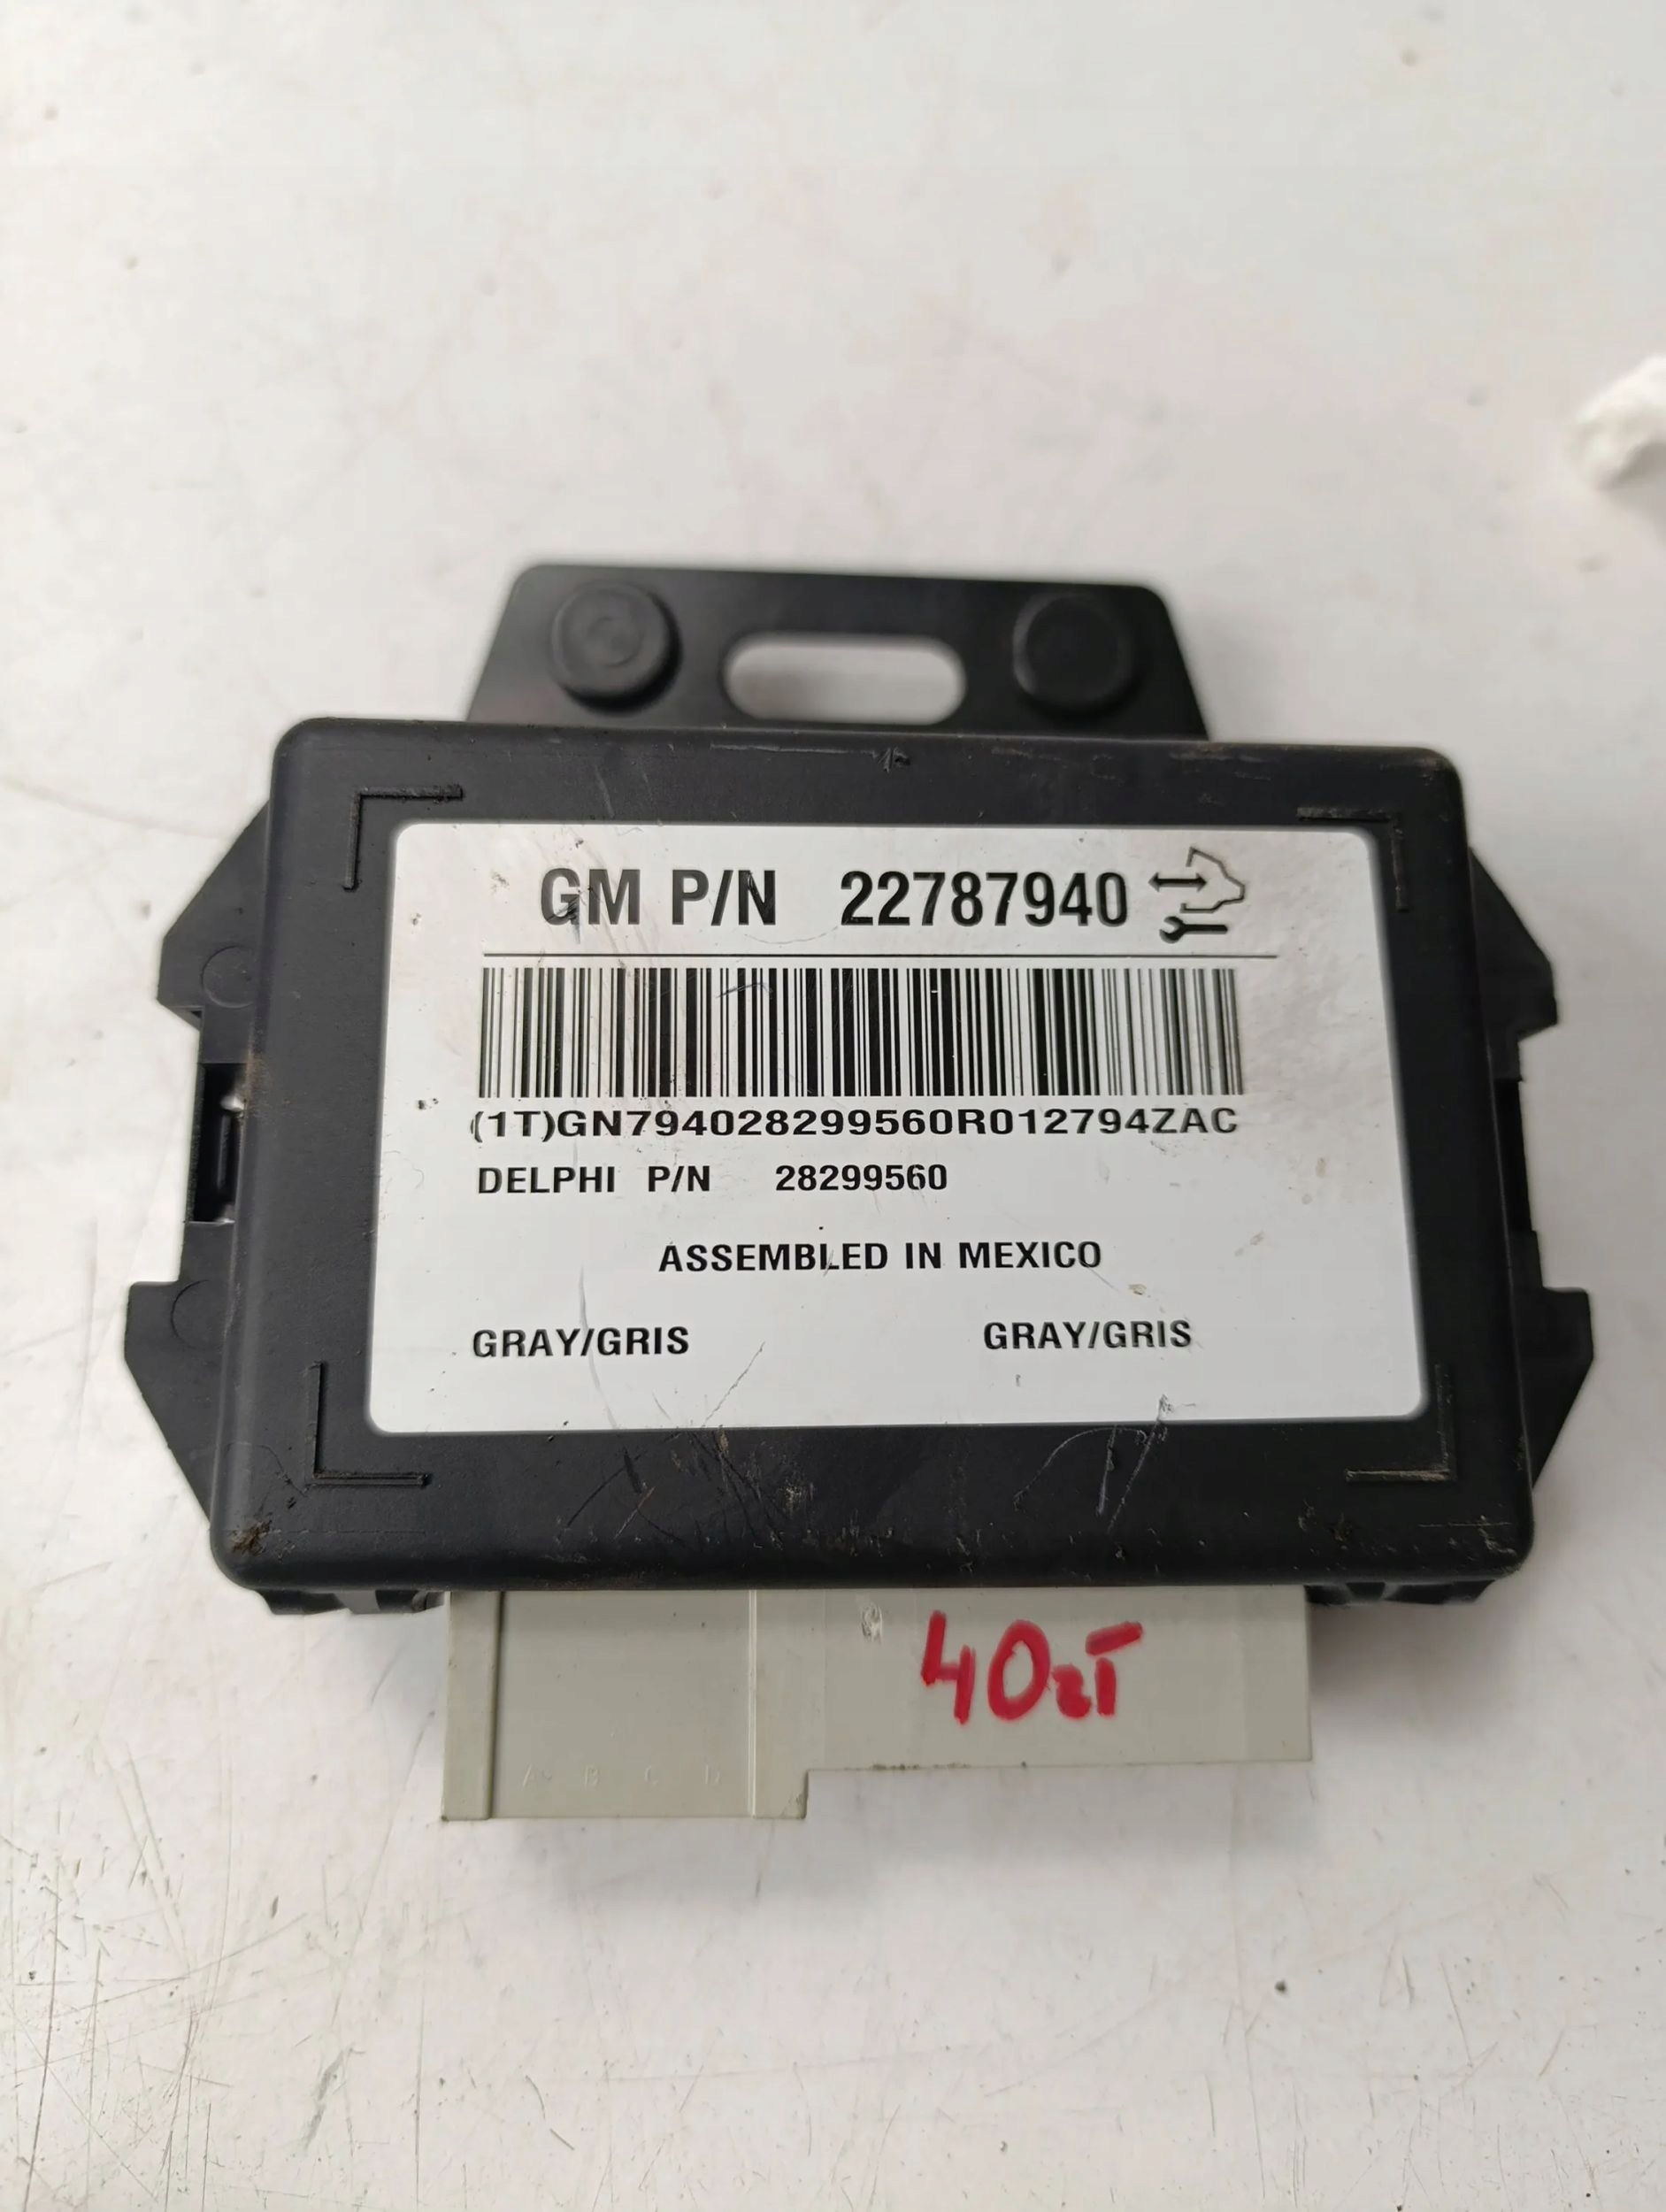 GM P/N 22787940
(1T)GN794028299560R012794ZAC
DELPHI P/N 28299560
ASSEMBLED IN MEXICO
GRAY/GRIS GRAY/GRIS
40zł
A B C D